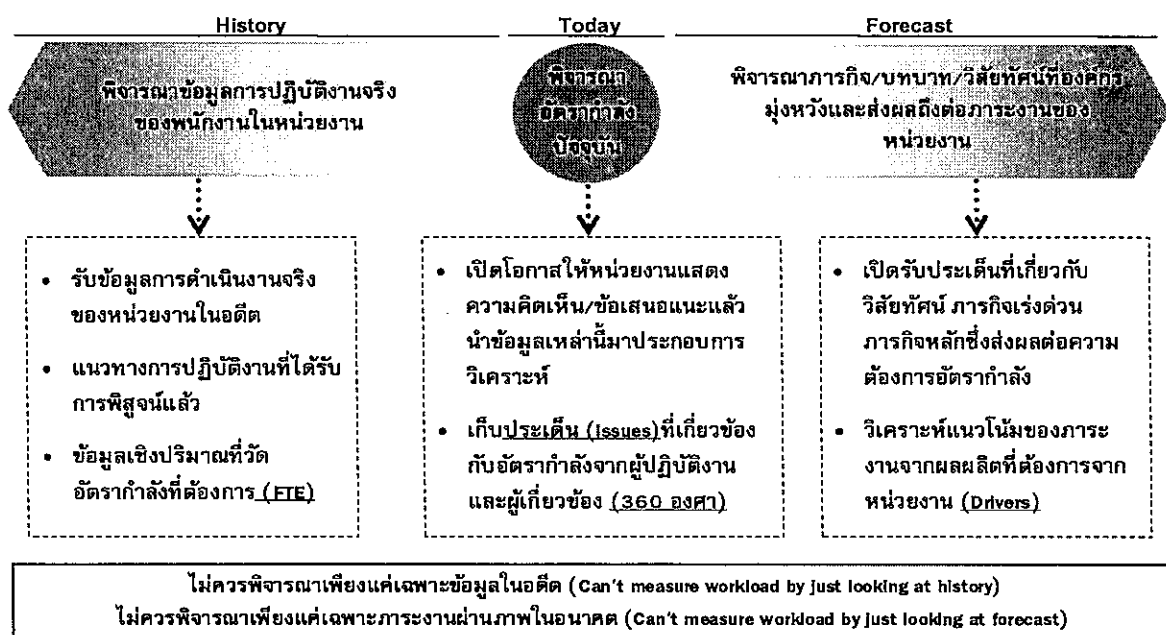 History
Today
Forecast
พิจารณาข้อมูลการปฏิบัติงานจริง
ของพนักงานในหน่วยงาน
พิจารณา
อัตรากำลัง
ปัจจุบัน
พิจารณาภารกิจ/บทบาท/วิสัยทัศน์ที่องค์กร
มุ่งหวังและส่งผลถึงต่อภาระงานของ
หน่วยงาน
• รับข้อมูลการดำเนินงานจริง
ของหน่วยงานในอดีต
• แนวทางการปฏิบัติงานที่ได้รับ
การพิสูจน์แล้ว
• ข้อมูลเชิงปริมาณที่วัด
อัตรากำลังที่ต้องการ (FTE)
• เปิดโอกาสให้หน่วยงานแสดง
ความคิดเห็น/ข้อเสนอแนะแล้ว
นำข้อมูลเหล่านี้มาประกอบการ
วิเคราะห์
• เก็บประเด็น (Issues)ที่เกี่ยวข้อง
กับอัตรากำลังจากผู้ปฏิบัติงาน
และผู้เกี่ยวข้อง (360 องศา)
• เปิดรับประเด็นที่เกี่ยวกับ
วิสัยทัศน์ ภารกิจเร่งด่วน
ภารกิจหลักซึ่งส่งผลต่อความ
ต้องการอัตรากำลัง
• วิเคราะห์แนวโน้มของภาระ
งานจากผลผลิตที่ต้องการจาก
หน่วยงาน (Drivers)
ไม่ควรพิจารณาเพียงแค่เฉพาะข้อมูลในอดีต (Can't measure workload by just looking at history)
ไม่ควรพิจารณาเพียงแค่เฉพาะภาระงานผ่านภาพในอนาคต (Can't measure workload by just looking at forecast)